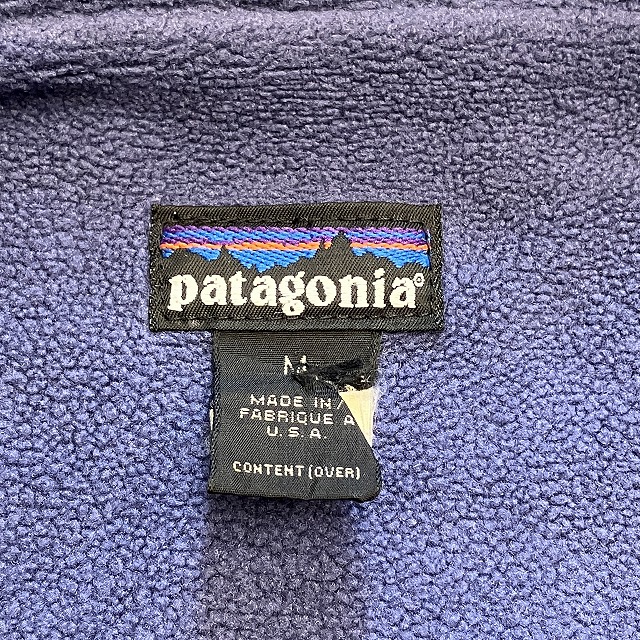 patagonia®
M
MADE IN /
FABRIQUE A
U.S.A.
CONTENT (OVER)